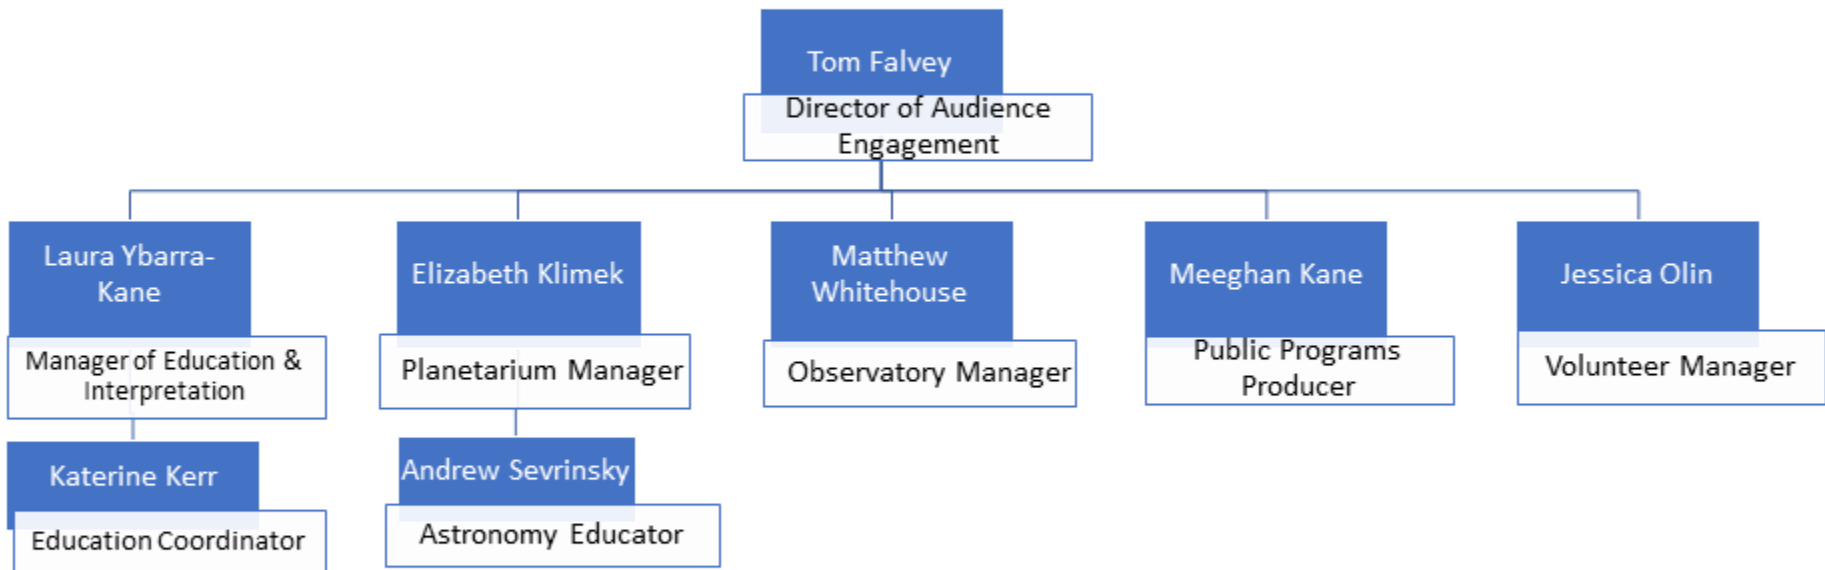 Tom Falvey
Director of Audience
Engagement
Laura Ybarra-
Kane
Manager of Education &
Interpretation
Elizabeth Klimek
Planetarium Manager
Matthew
Whitehouse
Observatory Manager
Meeghan Kane
Public Programs
Producer
Jessica Olin
Volunteer Manager
Katerine Kerr
Education Coordinator
Andrew Sevrinsky
Astronomy Educator